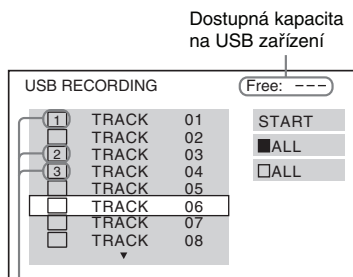 Dostupná kapacita
na USB zařízení
USB RECORDING
Free: ---
1 TRACK 01
TRACK 02
2 TRACK 03
3 TRACK 04
TRACK 05
TRACK 06
TRACK 07
TRACK 08
START
■ALL
□ALL